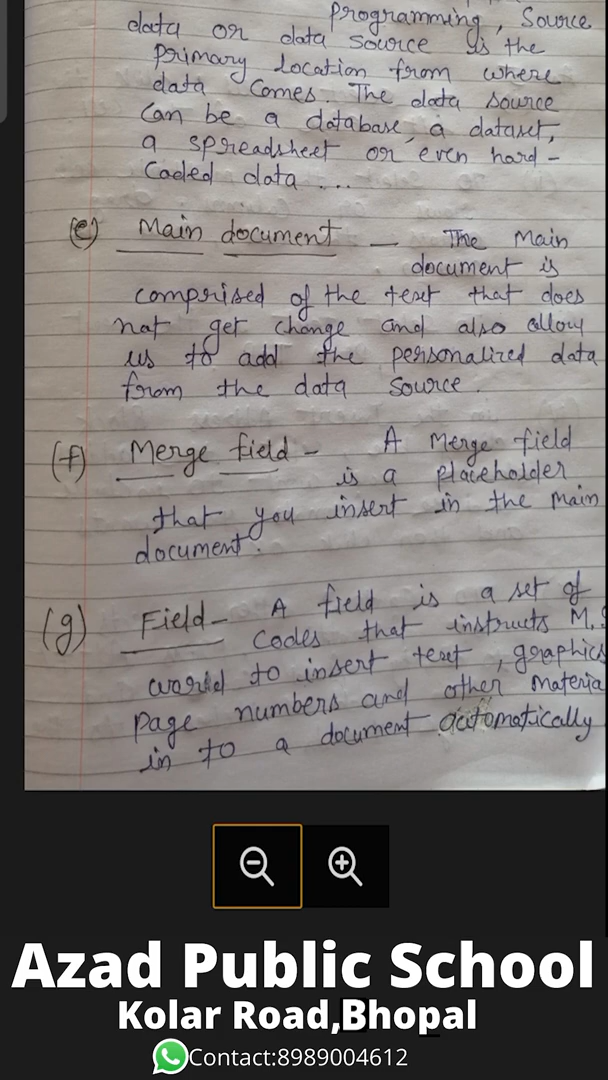 Programming, Source
data or data source is the
primary location from where
data comes. The data source
can be a database, a dataset,
a spreadsheet or even hard-
Coded data ...
(e) Main document - The Main
document is
comprised of the text that does
not get change and also allow
us to add the personalized data
from the data source.
(f) Merge field - A Merge field
is a placeholder
that you insert in the main
document.
(g) Field- A field is a set of
Codes that instructs M.S
world to insert text, graphics
page numbers and other materia
in to a document automatically
Azad Public School
Kolar Road,Bhopal
Contact:8989004612